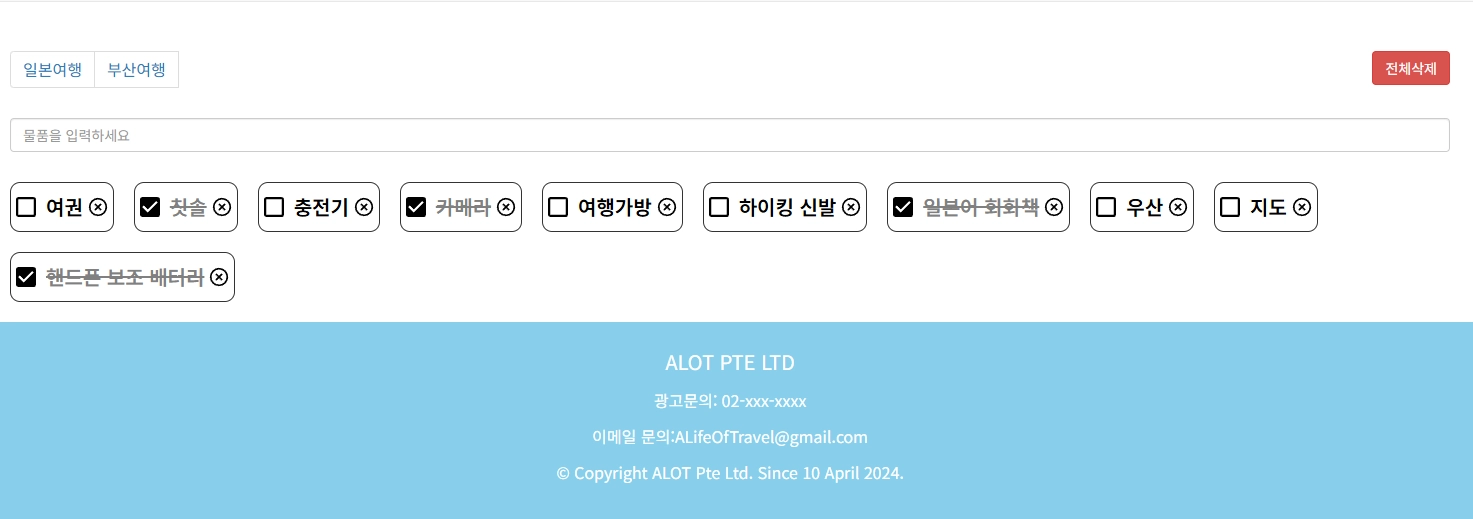 일본여행 부산여행 전체삭제
물품을 입력하세요
여권 칫솔 충전기 카메라 여행가방 하이킹 신발 일본어 회화책 우산 지도
핸드폰 보조 배터리
ALOT PTE LTD
광고문의: 02-xxx-xxxx
이메일 문의:ALifeOfTravel@gmail.com
© Copyright ALOT Pte Ltd. Since 10 April 2024.